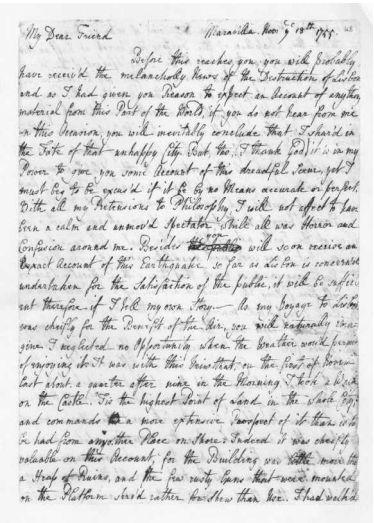 My Dear Friend Maravilla Novr ye 18th 1755. 48
Before this reaches you you will probably
have receiv'd the melancholy News of the Destruction of Lisbon
and as I had given you Reason to expect an Account of anything
material from this Part of the World, if you do not hear from me
on this Occasion, you will inevitably conclude that I shar'd in
the Fate of that unhappy City. But, tho', I thank God, it is in my
Power to give you some Account of this dreadful Scene, yet I
must beg to be excus'd if it be by no Means accurate or perfect.
With all my Pretensions to Philosophy, I will not affect to have
been a calm and unmov'd Spectator whilst all was Horror and
Confusion around me. Besides you will soon receive an
Exact Account of this Earthquake so far as Lisbon is concern'd
undertaken for the Satisfaction of the public, it will be suffici
ent therefore if I tell my own Story. — As my Voyage to Lisbon
was chiefly for the Benefit of the Air, you will naturally ima
gine I neglected no Opportunity when the Weather would permit
of enjoying it. It was with this View that, on the first of Novemr
last about a quarter after nine in the Morning I took a Walk
on the Castle. 'Tis the highest Point of Land in the whole City
and commands a more extensive Prospect of it than is to
be had from any other Place on Shore: Indeed it was chiefly
valuable on this Account; for the Building was little more than
a Heap of Ruins, and the few rusty Guns that were mounted
on the Platform serv'd rather for Shew than Use. I had walk'd